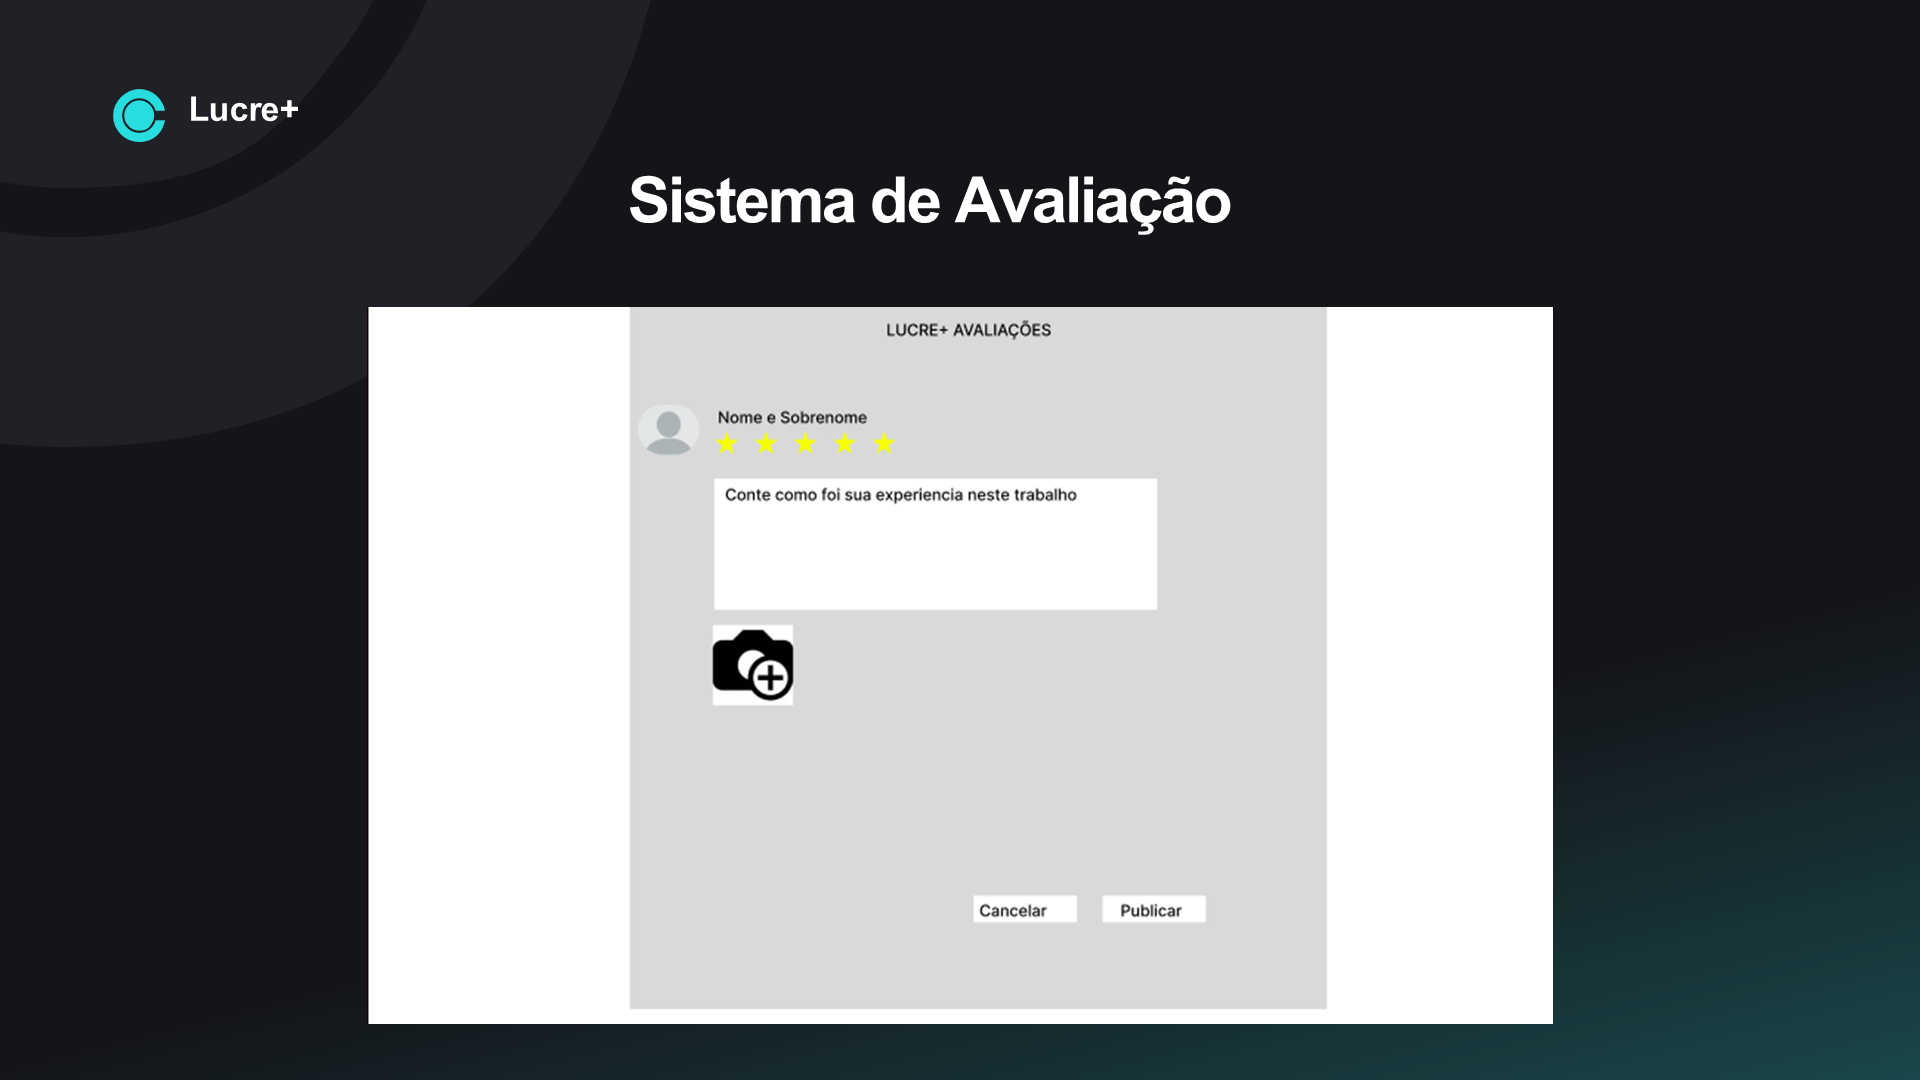 Lucre+
Sistema de Avaliação
LUCRE+ AVALIAÇÕES
Nome e Sobrenome
Conte como foi sua experiencia neste trabalho
Cancelar
Publicar